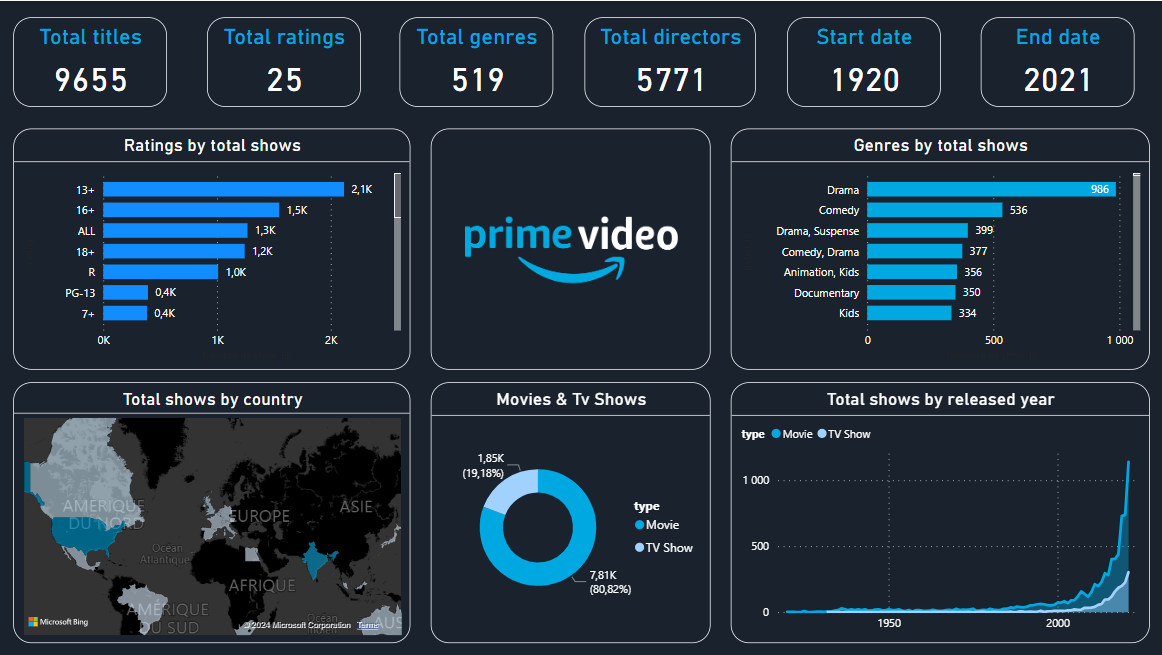 Total titles
9655
Total ratings
25
Total genres
519
Total directors
5771
Start date
1920
End date
2021
Ratings by total shows
13+ 2,1K
16+ 1,5K
ALL 1,3K
18+ 1,2K
R 1,0K
PG-13 0,4K
7+ 0,4K
0K 1K 2K
prime video
Genres by total shows
Drama 986
Comedy 536
Drama, Suspense 399
Comedy, Drama 377
Animation, Kids 356
Documentary 350
Kids 334
0 500 1 000
Total shows by country
AMÉRIQUE
DU NORD
EUROPE
ASIE
Océan
Atlantique
AFRIQUE
AMÉRIQUE
DU SUD
Océan
AUS
Microsoft Bing
© 2024 Microsoft Corporation Terms
Movies & Tv Shows
1,85K
(19,18%)
7,81K
(80,82%)
type
Movie
TV Show
Total shows by released year
type Movie TV Show
1 000
500
0
1950 2000